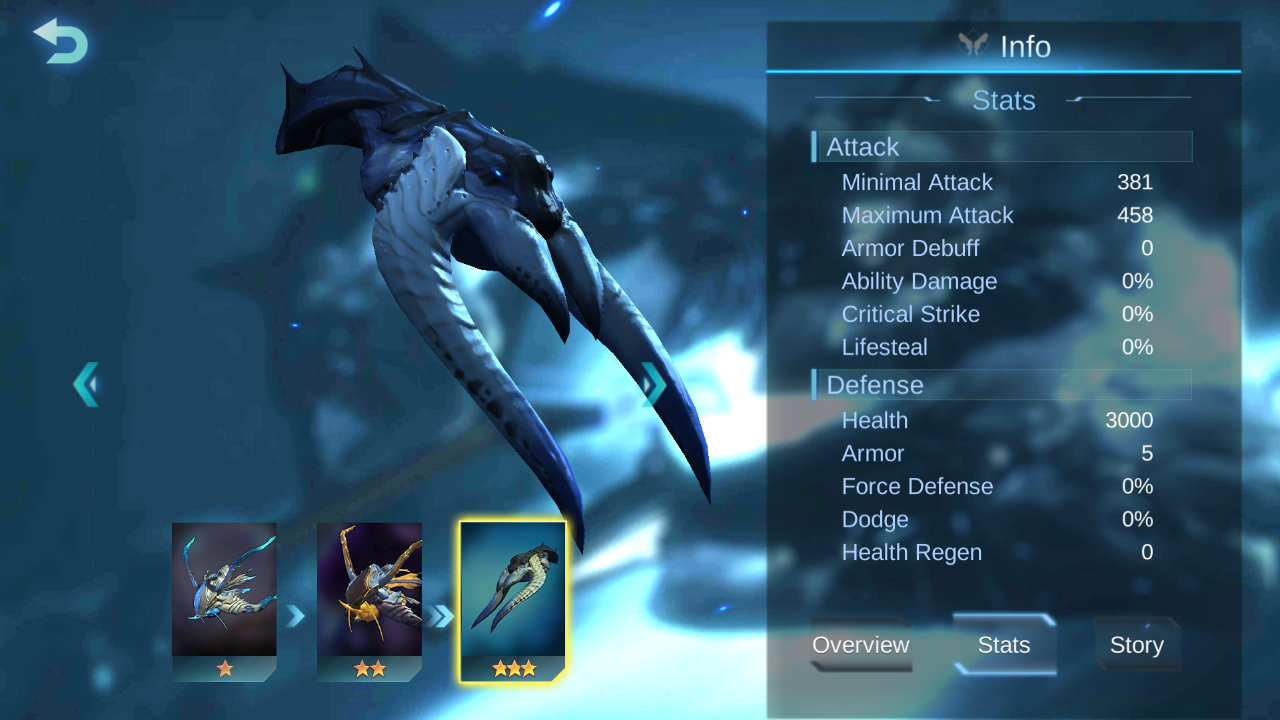 Info
Stats
Attack
Minimal Attack 381
Maximum Attack 458
Armor Debuff 0
Ability Damage 0%
Critical Strike 0%
Lifesteal 0%
Defense
Health 3000
Armor 5
Force Defense 0%
Dodge 0%
Health Regen 0
Overview Stats Story